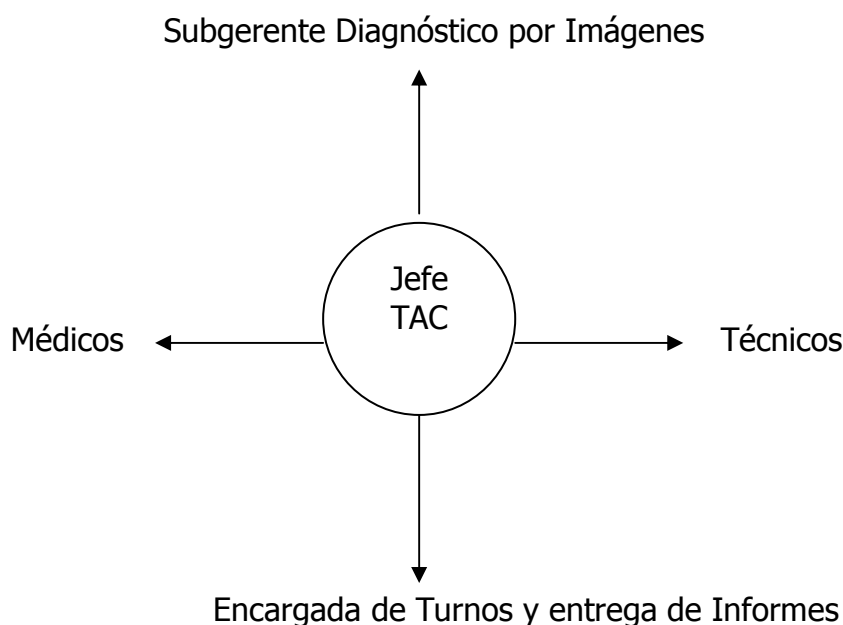 Subgerente Diagnóstico por Imágenes
Jefe
TAC
Médicos
Técnicos
Encargada de Turnos y entrega de Informes